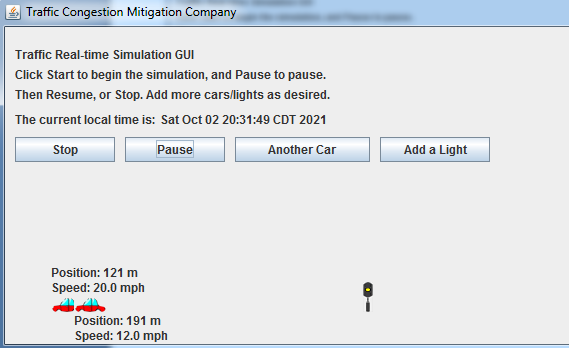 Traffic Congestion Mitigation Company
Traffic Real-time Simulation GUI
Click Start to begin the simulation, and Pause to pause.
Then Resume, or Stop. Add more cars/lights as desired.
The current local time is: Sat Oct 02 20:31:49 CDT 2021
Stop
Pause
Another Car
Add a Light
Position: 121 m
Speed: 20.0 mph
Position: 191 m
Speed: 12.0 mph